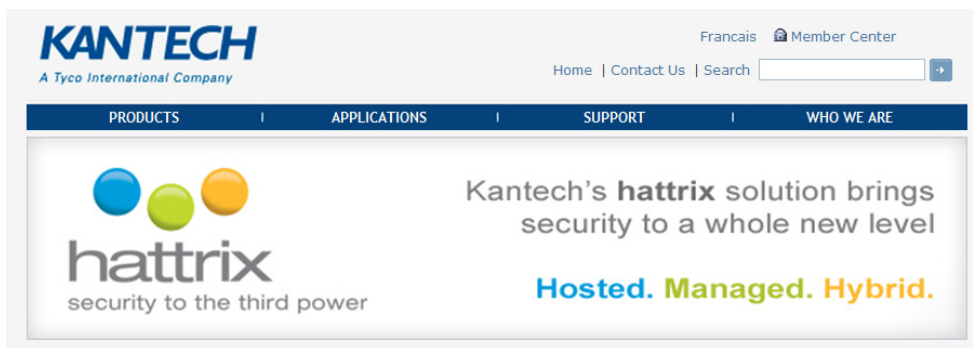 KANTECH
A Tyco International Company
Francais Member Center
Home | Contact Us | Search
PRODUCTS | APPLICATIONS | SUPPORT | WHO WE ARE
hattrix
security to the third power
Kantech's hattrix solution brings
security to a whole new level
Hosted. Managed. Hybrid.